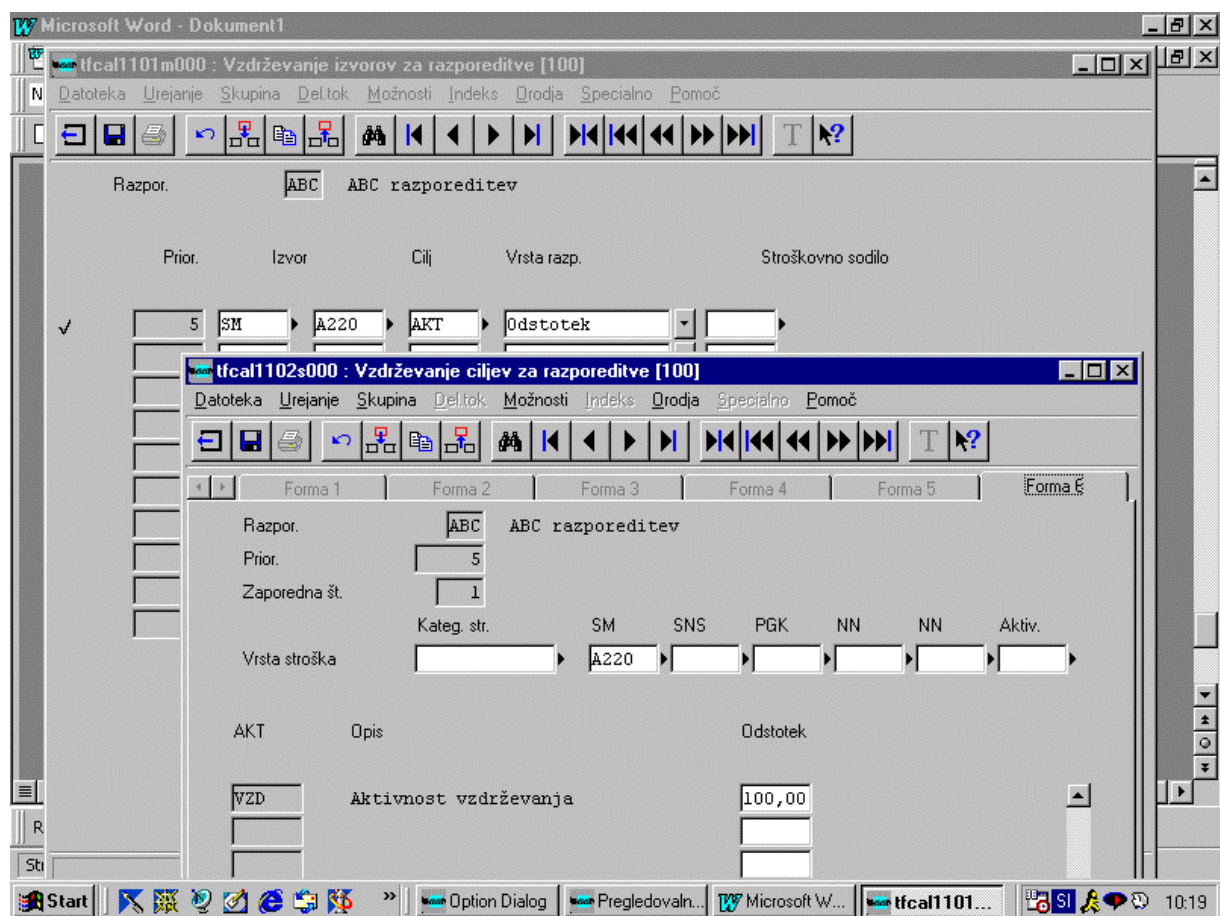 Microsoft Word - Dokument1
tfcal1101m000 : Vzdrževanje izvorov za razporeditve [100]
N
Datoteka Urejanje Skupina Del.tok Možnosti Indeks Orodja Specialno Pomoč
T
Razpor. ABC ABC razporeditev
Prior. Izvor Cilj Vrsta razp. Stroškovno sodilo
5 SM A220 AKT Odstotek
tfcal1102s000 : Vzdrževanje ciljev za razporeditve [100]
Datoteka Urejanje Skupina Del.tok Možnosti Indeks Orodja Specialno Pomoč
T
Forma 1 Forma 2 Forma 3 Forma 4 Forma 5 Forma 6
Razpor. ABC ABC razporeditev
Prior. 5
Zaporedna št. 1
Kateg. str. SM SNS PGK NN NN Aktiv.
Vrsta stroška A220
AKT Opis Odstotek
VZD Aktivnost vzdrževanja 100,00
R
Str
Start » Option Dialog Pregledovaln... Microsoft W... tfcal1101... SI 10:19